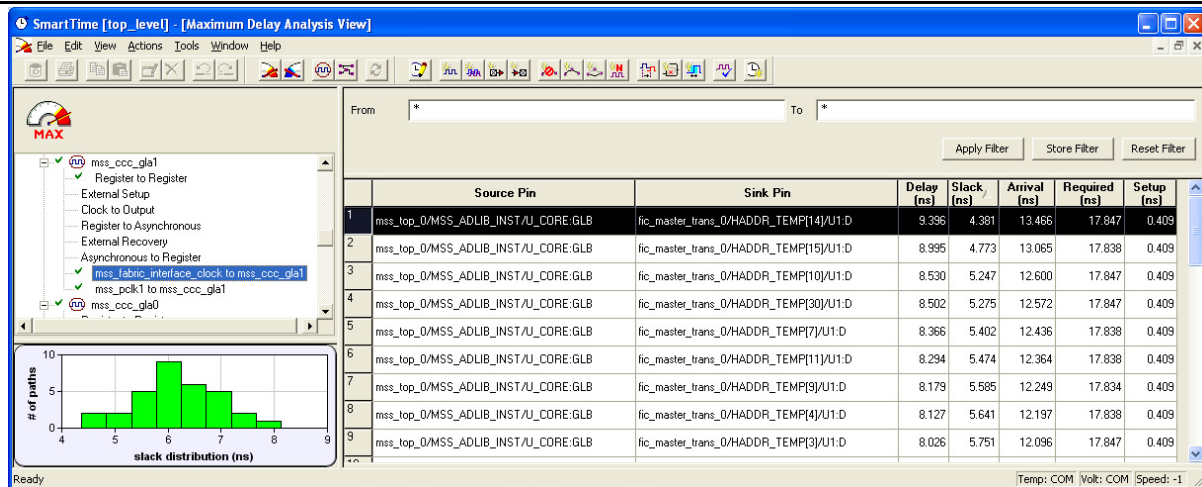 SmartTime [top_level] - [Maximum Delay Analysis View]
File Edit View Actions Tools Window Help
From * To *
MAX
Apply Filter Store Filter Reset Filter
mss_ccc_gla1
Register to Register
External Setup
Clock to Output
Register to Asynchronous
External Recovery
Asynchronous to Register
mss_fabric_interface_clock to mss_ccc_gla1
mss_pclk1 to mss_ccc_gla1
mss_ccc_gla0
Source Pin Sink Pin Delay (ns) Slack (ns) Arrival (ns) Required (ns) Setup (ns)
1 mss_top_0/MSS_ADLIB_INST/U_CORE:GLB fic_master_trans_0/HADDR_TEMP[14]/U1:D 9.396 4.381 13.466 17.847 0.409
2 mss_top_0/MSS_ADLIB_INST/U_CORE:GLB fic_master_trans_0/HADDR_TEMP[15]/U1:D 8.995 4.773 13.065 17.838 0.409
3 mss_top_0/MSS_ADLIB_INST/U_CORE:GLB fic_master_trans_0/HADDR_TEMP[10]/U1:D 8.530 5.247 12.600 17.847 0.409
4 mss_top_0/MSS_ADLIB_INST/U_CORE:GLB fic_master_trans_0/HADDR_TEMP[30]/U1:D 8.502 5.275 12.572 17.847 0.409
5 mss_top_0/MSS_ADLIB_INST/U_CORE:GLB fic_master_trans_0/HADDR_TEMP[7]/U1:D 8.366 5.402 12.436 17.838 0.409
6 mss_top_0/MSS_ADLIB_INST/U_CORE:GLB fic_master_trans_0/HADDR_TEMP[11]/U1:D 8.294 5.474 12.364 17.838 0.409
7 mss_top_0/MSS_ADLIB_INST/U_CORE:GLB fic_master_trans_0/HADDR_TEMP[9]/U1:D 8.179 5.585 12.249 17.834 0.409
8 mss_top_0/MSS_ADLIB_INST/U_CORE:GLB fic_master_trans_0/HADDR_TEMP[4]/U1:D 8.127 5.641 12.197 17.838 0.409
9 mss_top_0/MSS_ADLIB_INST/U_CORE:GLB fic_master_trans_0/HADDR_TEMP[3]/U1:D 8.026 5.751 12.096 17.847 0.409
# of paths
10
5
0
4 5 6 7 8 9
slack distribution (ns)
Ready Temp: COM Volt: COM Speed: -1